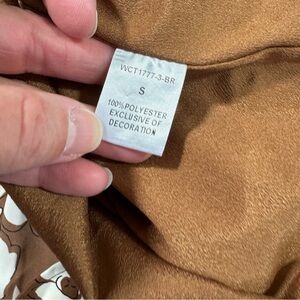 WCT1777-3-BR
S
100%POLYESTER
EXCLUSIVE OF
DECORATION